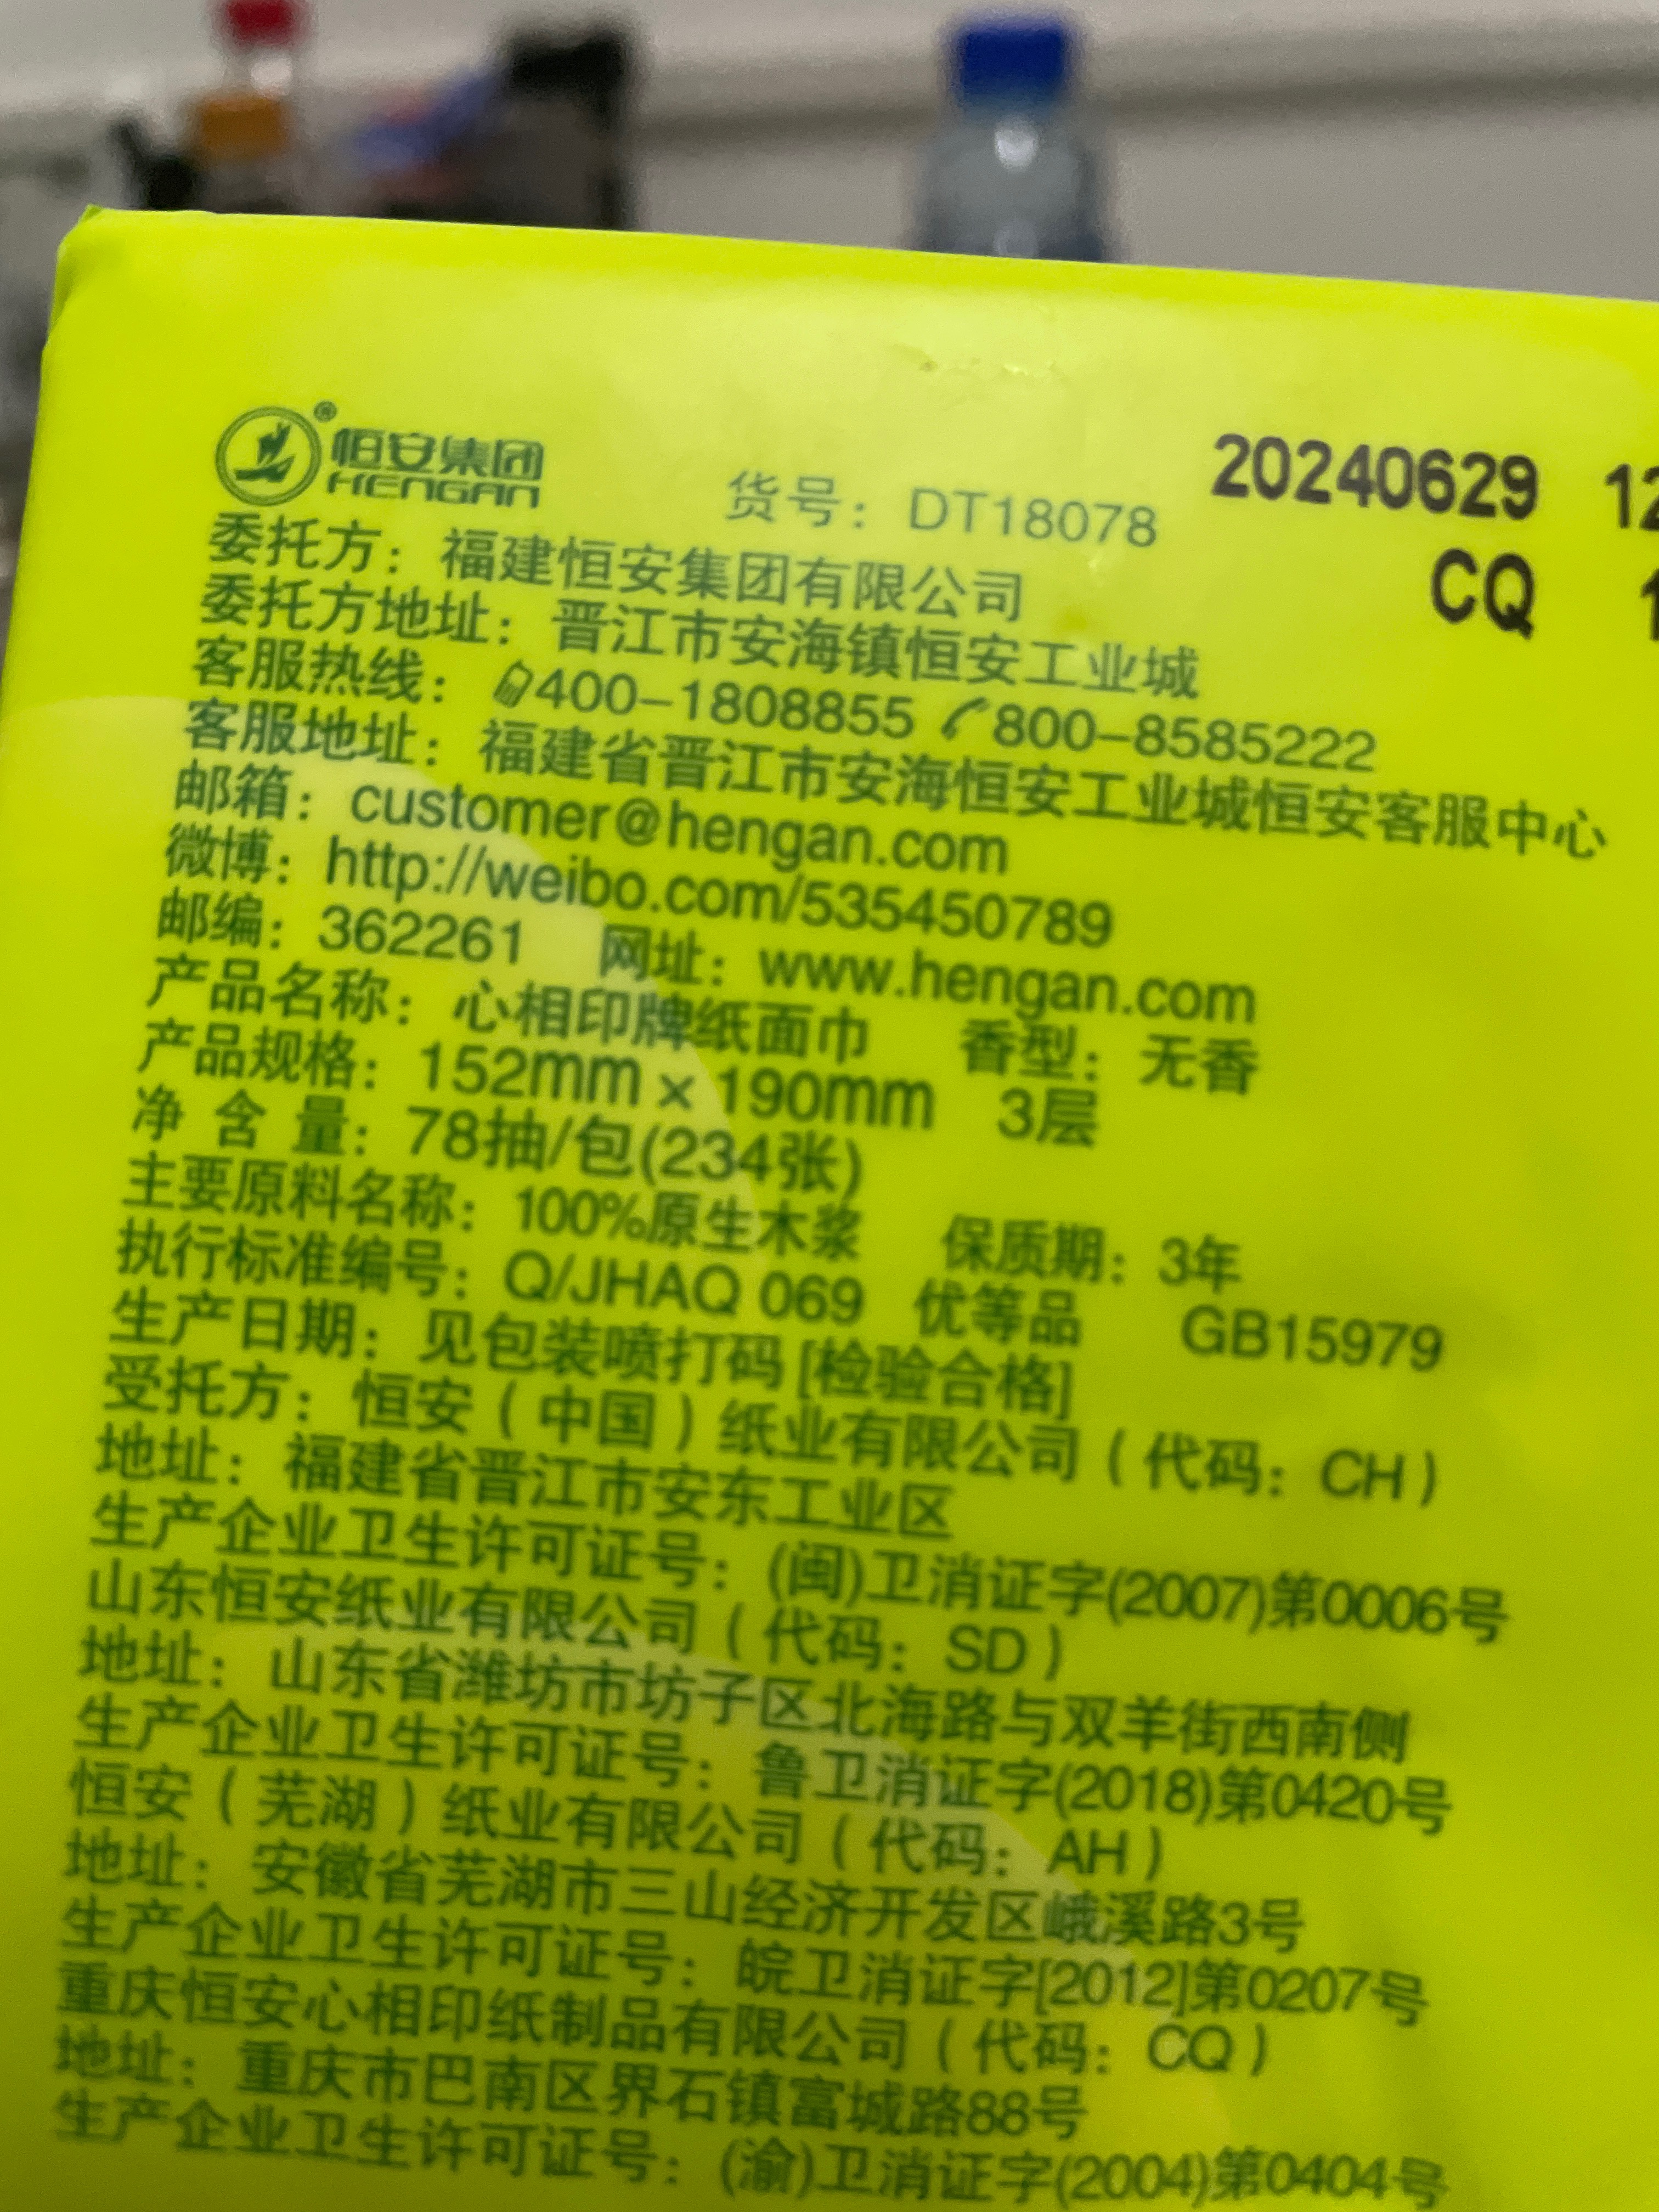 恒安集团
HENGAN
货号：DT18078
20240629 12
CQ 1
委托方：福建恒安集团有限公司
委托方地址：晋江市安海镇恒安工业城
客服热线：400-1808855 800-8585222
客服地址：福建省晋江市安海恒安工业城恒安客服中心
邮箱：customer@hengan.com
微博：http://weibo.com/535450789
邮编：362261 网址：www.hengan.com
产品名称：心相印牌纸面巾 香型：无香
产品规格：152mm×190mm 3层
净含量：78抽/包(234张)
主要原料名称：100%原生木浆 保质期：3年
执行标准编号：Q/JHAQ 069 优等品 GB15979
生产日期：见包装喷打码[检验合格]
受托方：恒安（中国）纸业有限公司（代码：CH）
地址：福建省晋江市安东工业区
生产企业卫生许可证号：(闽)卫消证字(2007)第0006号
山东恒安纸业有限公司（代码：SD）
地址：山东省潍坊市坊子区北海路与双羊街西南侧
生产企业卫生许可证号：鲁卫消证字(2018)第0420号
恒安（芜湖）纸业有限公司（代码：AH）
地址：安徽省芜湖市三山经济开发区峨溪路3号
生产企业卫生许可证号：皖卫消证字[2012]第0207号
重庆恒安心相印纸制品有限公司（代码：CQ）
地址：重庆市巴南区界石镇富城路88号
生产企业卫生许可证号：(渝)卫消证字(2004)第0404号